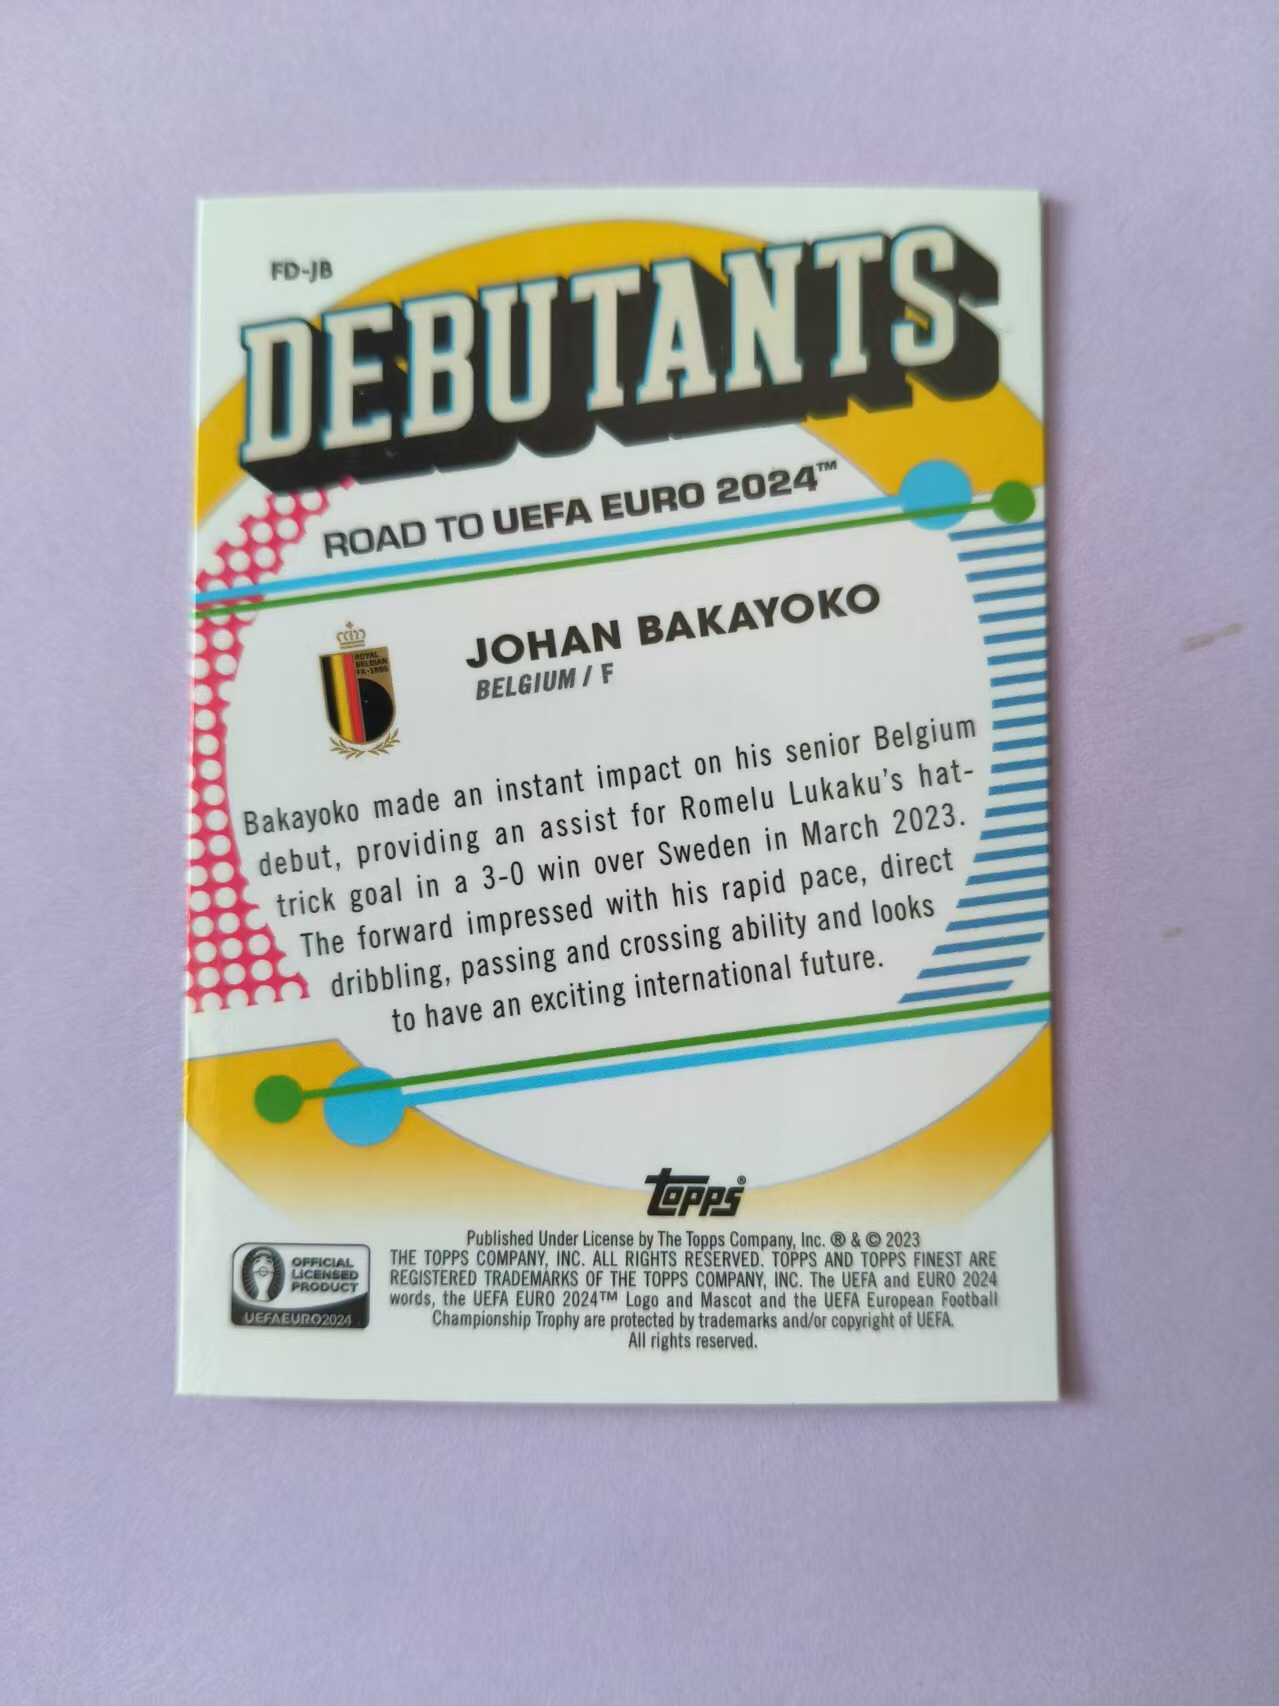 FD-JB
DEBUTANTS
ROAD TO UEFA EURO 2024™
ROYAL
BELGIAN
FA-1895
JOHAN BAKAYOKO
BELGIUM / F
Bakayoko made an instant impact on his senior Belgium
debut, providing an assist for Romelu Lukaku's hat-
trick goal in a 3-0 win over Sweden in March 2023.
The forward impressed with his rapid pace, direct
dribbling, passing and crossing ability and looks
to have an exciting international future.
topps®
Published Under License by The Topps Company, Inc. ® & © 2023
THE TOPPS COMPANY, INC. ALL RIGHTS RESERVED. TOPPS AND TOPPS FINEST ARE
REGISTERED TRADEMARKS OF THE TOPPS COMPANY, INC. The UEFA and EURO 2024
words, the UEFA EURO 2024™ Logo and Mascot and the UEFA European Football
Championship Trophy are protected by trademarks and/or copyright of UEFA.
All rights reserved.
OFFICIAL
LICENSED
PRODUCT
UEFAEURO2024